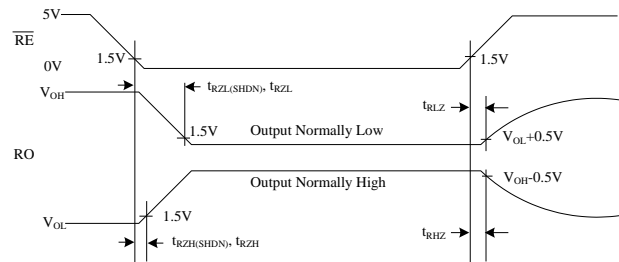 5V
RE
0V
1.5V
1.5V
VOH
tRZL(SHDN), tRZL
tRLZ
1.5V
Output Normally Low
VOL+0.5V
RO
Output Normally High
VOH-0.5V
1.5V
VOL
tRZH(SHDN), tRZH
tRHZ